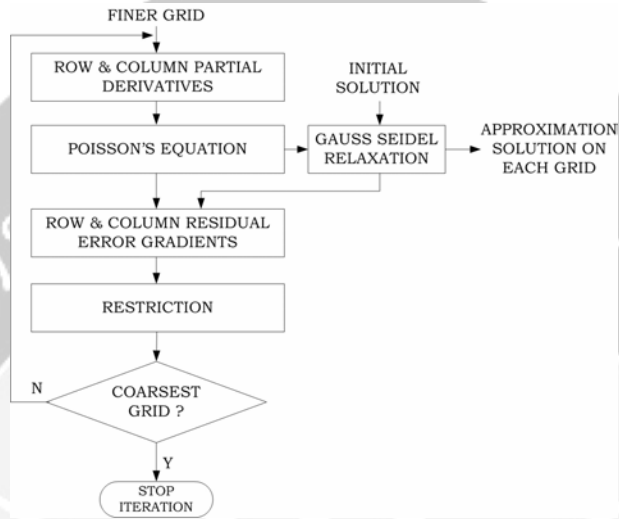 FINER GRID
ROW & COLUMN PARTIAL
DERIVATIVES
INITIAL
SOLUTION
POISSON'S EQUATION
GAUSS SEIDEL
RELAXATION
APPROXIMATION
SOLUTION ON
EACH GRID
ROW & COLUMN RESIDUAL
ERROR GRADIENTS
RESTRICTION
N
COARSEST
GRID ?
Y
STOP
ITERATION